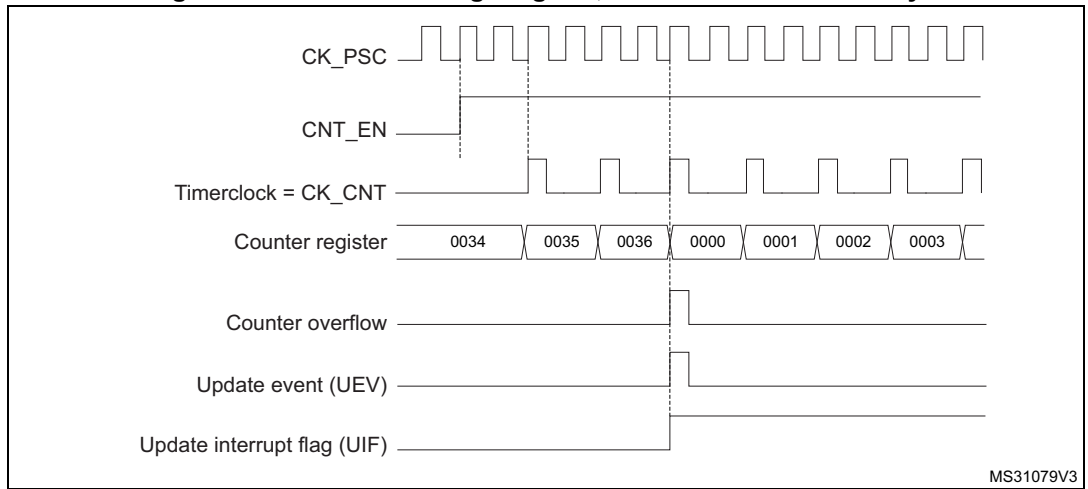 CK_PSC
CNT_EN
Timerclock = CK_CNT
Counter register 0034 0035 0036 0000 0001 0002 0003
Counter overflow
Update event (UEV)
Update interrupt flag (UIF)
MS31079V3